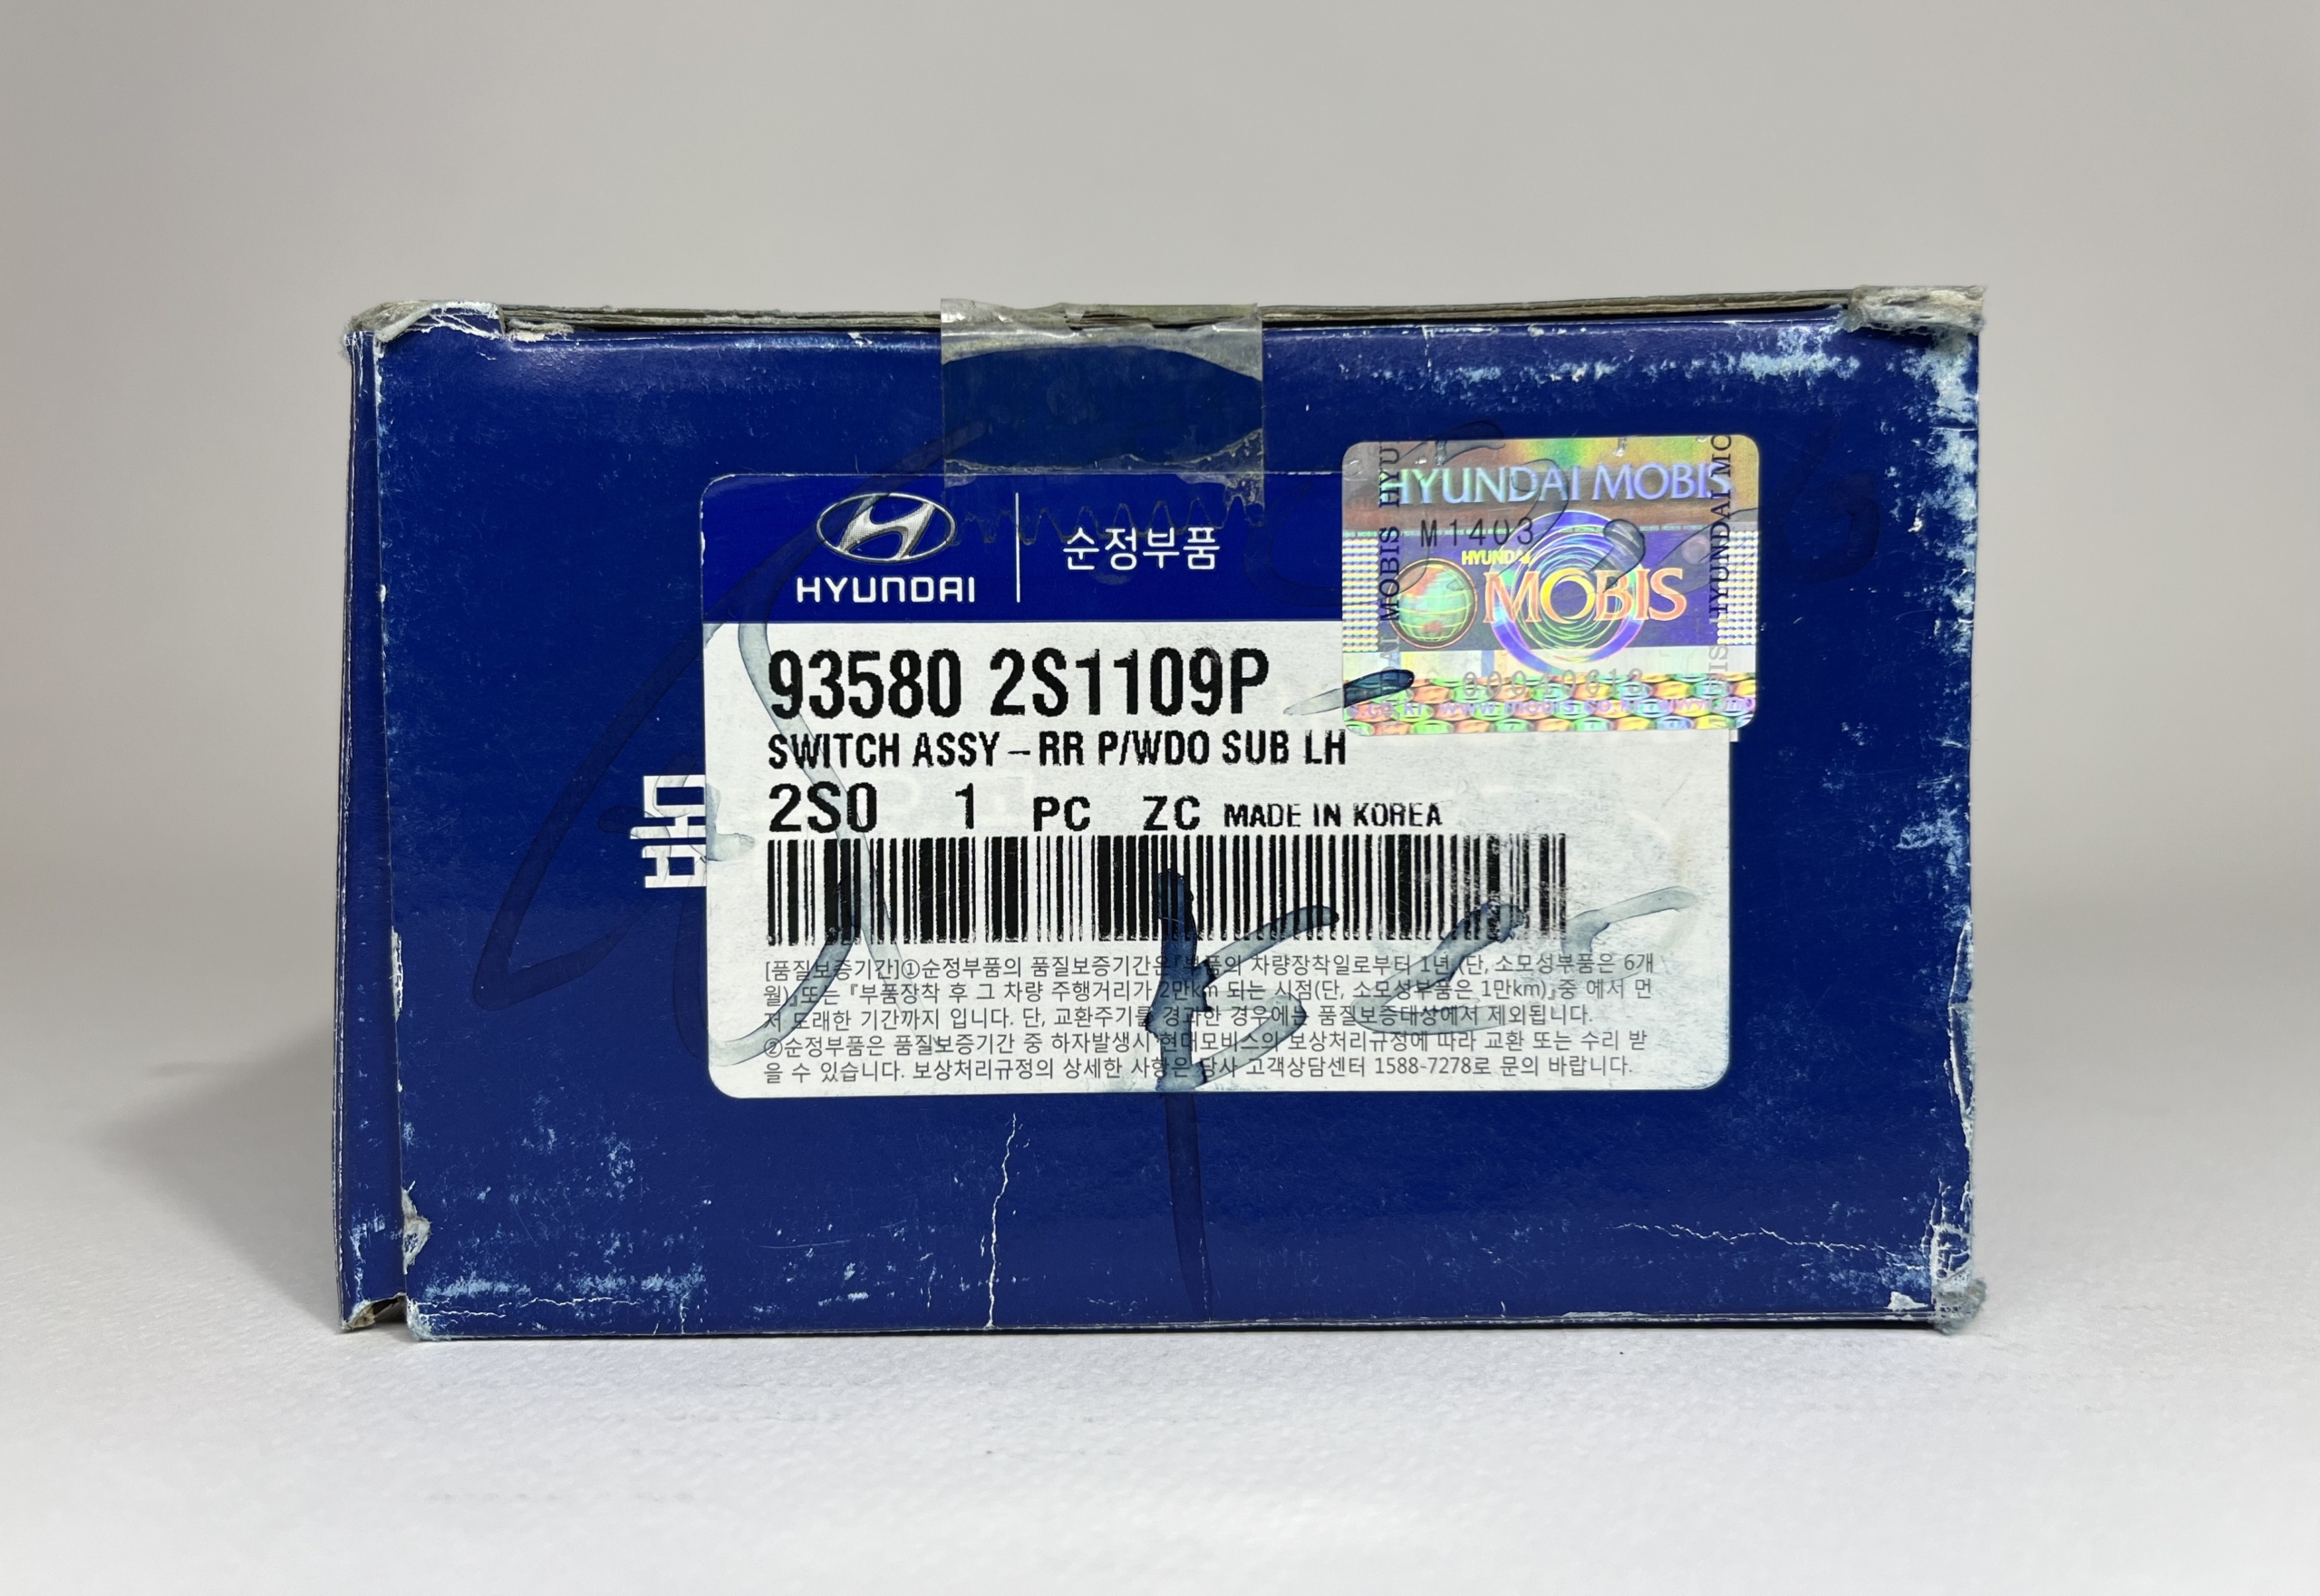 HYUNDAI
순정부품
HYUNDAI MOBIS
M1403
HYUNDAI
MOBIS
93580 2S1109P
SWITCH ASSY – RR P/WDO SUB LH
2S0 1 PC ZC MADE IN KOREA
[품질보증기간]①순정부품의 품질보증기간은『부품의 차량장착일로부터 1년 (단, 소모성부품은 6개
월)』또는 『부품장착 후 그 차량 주행거리가 2만km 되는 시점(단, 소모성부품은 1만km)』중 에서 먼
저 도래한 기간까지 입니다. 단, 교환주기를 경과한 경우에는 품질보증대상에서 제외됩니다.
②순정부품은 품질보증기간 중 하자발생시 현대모비스의 보상처리규정에 따라 교환 또는 수리 받
을 수 있습니다. 보상처리규정의 상세한 사항은 당사 고객상담센터 1588-7278로 문의 바랍니다.